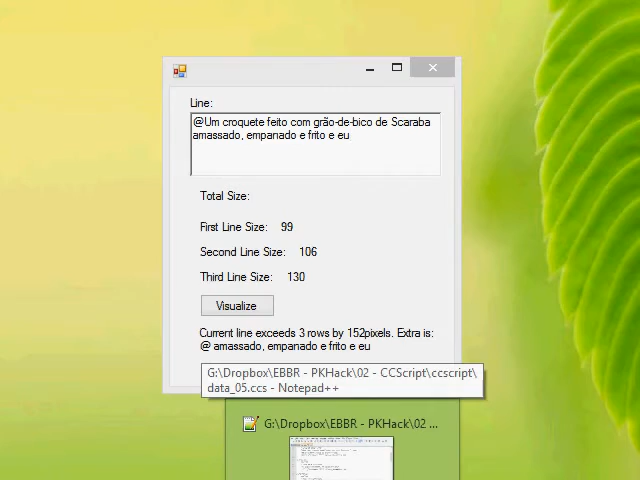 Line:
@Um croquete feito com grão-de-bico de Scaraba
amassado, empanado e frito e eu
Total Size:
First Line Size: 99
Second Line Size: 106
Third Line Size: 130
Visualize
Current line exceeds 3 rows by 152pixels. Extra is:
@ amassado, empanado e frito e eu
G:\Dropbox\EBBR - PKHack\02 - CCScript\ccscript\
data_05.ccs - Notepad++
G:\Dropbox\EBBR - PKHack\02 ...